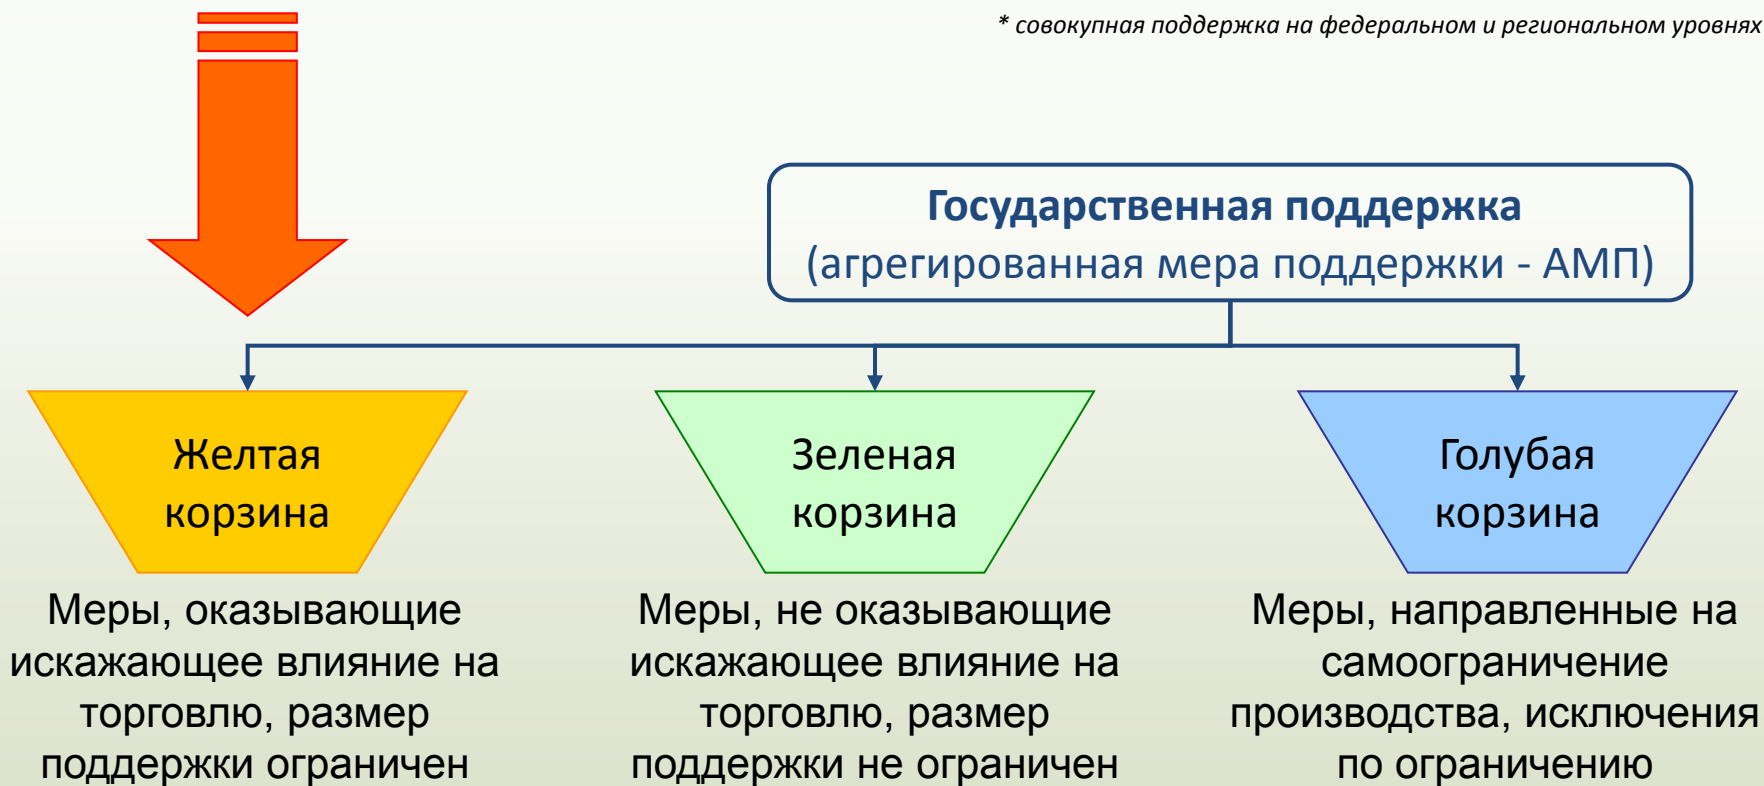 * совокупная поддержка на федеральном и региональном уровнях
Государственная поддержка
(агрегированная мера поддержки - АМП)
Желтая
корзина
Зеленая
корзина
Голубая
корзина
Меры, оказывающие
искажающее влияние на
торговлю, размер
поддержки ограничен
Меры, не оказывающие
искажающее влияние на
торговлю, размер
поддержки не ограничен
Меры, направленные на
самоограничение
производства, исключения
по ограничению